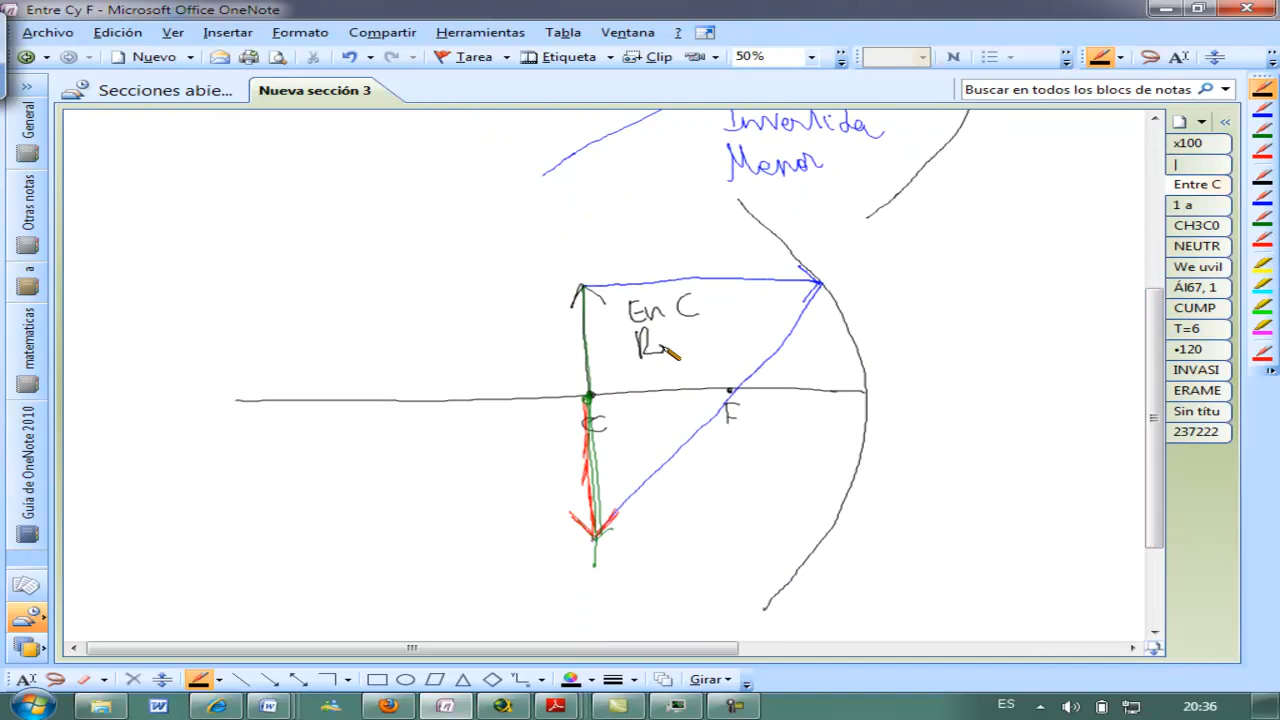 Entre Cy F - Microsoft Office OneNote
Archivo Edición Ver Insertar Formato Compartir Herramientas Tabla Ventana ?
Nuevo Tarea Etiqueta Clip 50% N
Secciones abie... Nueva sección 3 Buscar en todos los blocos de notas
General
Otras notas
a
matematicas
Guía de OneNote 2010
x100
|
Entre C
1 a
CH3C0
NEUTR
We uvil
ÁI67, 1
CUMP
T=6
•120
INVASI
ERAME
Sin títu
237222
Invertida
Menor
En C
R
C
F
Girar
ES 20:36